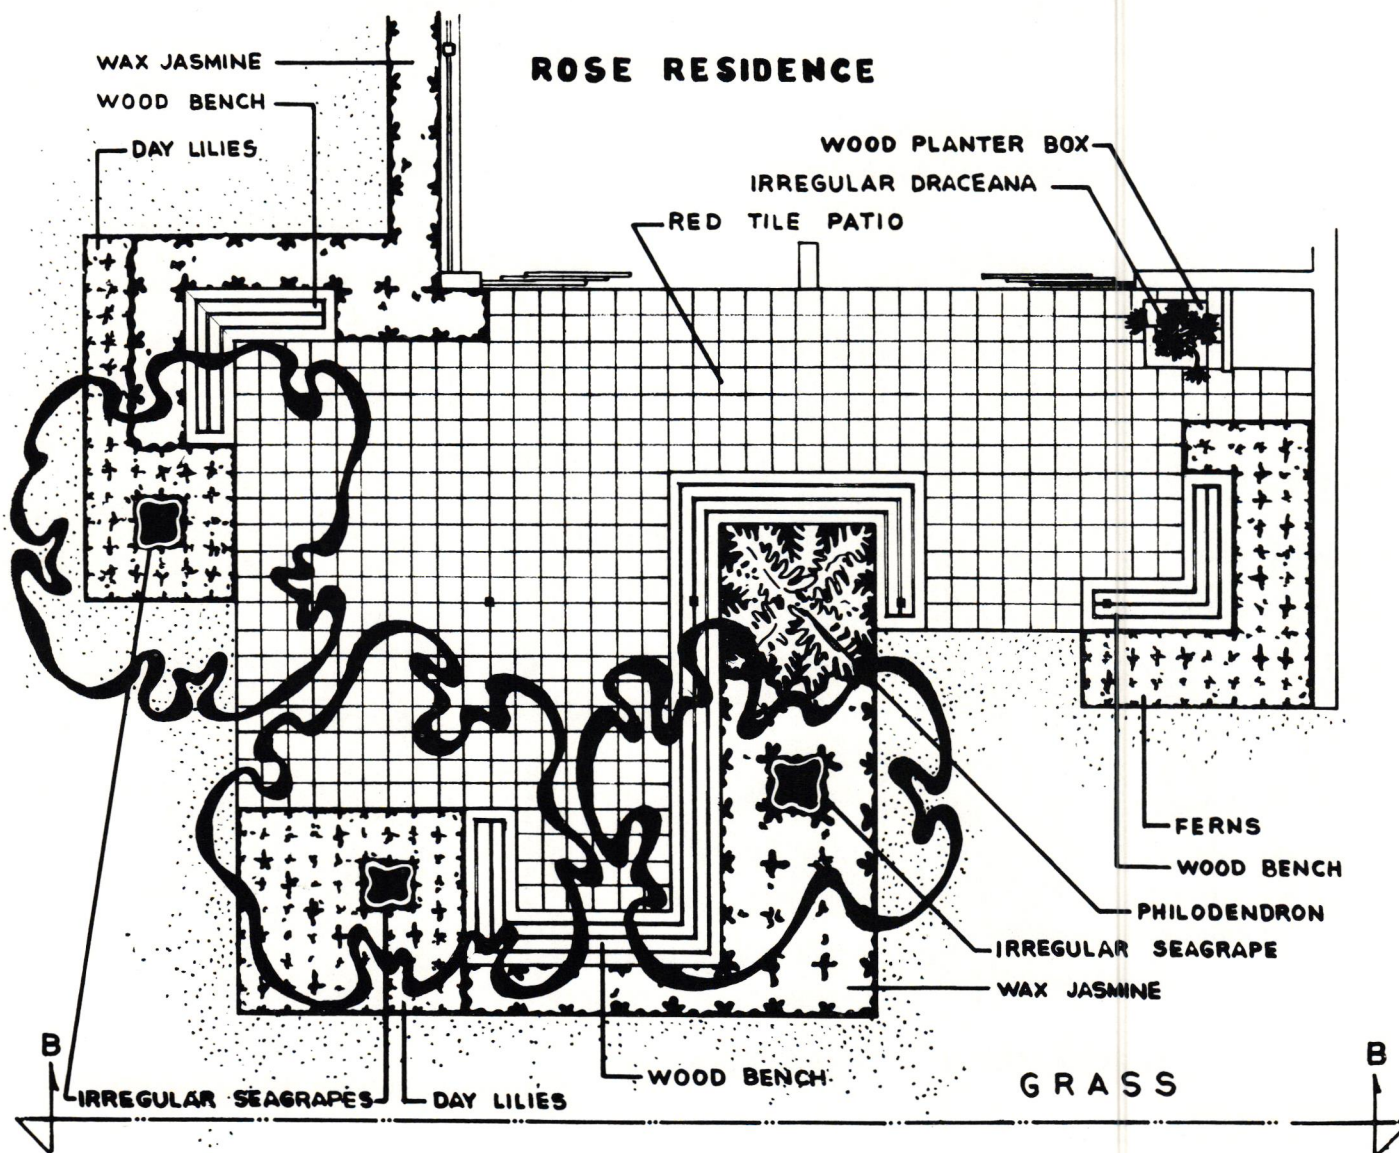 ROSE RESIDENCE
WAX JASMINE
WOOD BENCH
DAY LILIES
WOOD PLANTER BOX
IRREGULAR DRACEANA
RED TILE PATIO
FERNS
WOOD BENCH
PHILODENDRON
IRREGULAR SEAGRAPE
WAX JASMINE
WOOD BENCH
GRASS
B
B
IRREGULAR SEAGRAPES
DAY LILIES